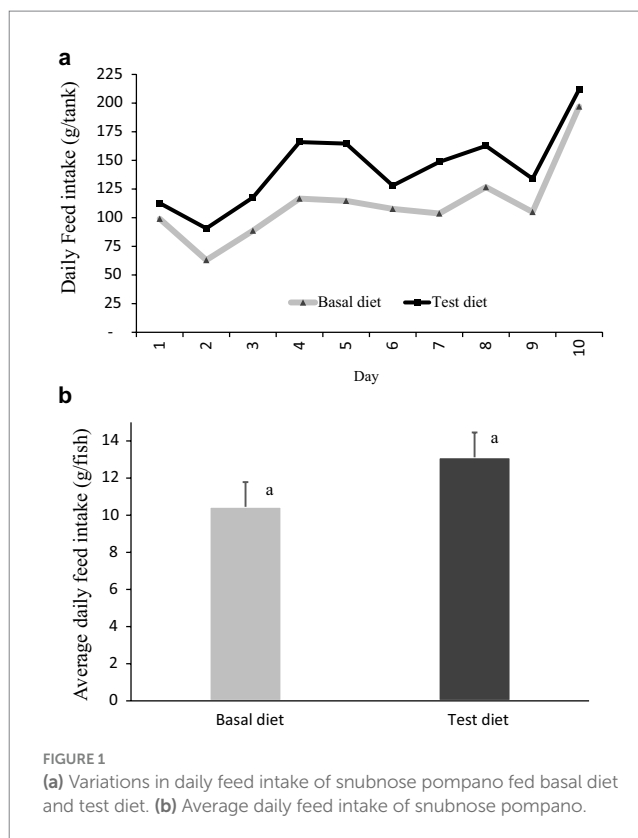 a
225
200
175
150
125
100
75
50
25
-
Daily Feed intake (g/tank)
Basal diet
Test diet
1 2 3 4 5 6 7 8 9 10
Day
b
14
12
10
8
6
4
2
0
Average daily feed intake (g/fish)
a
a
Basal diet
Test diet
FIGURE 1
(a) Variations in daily feed intake of snubnose pompano fed basal diet
and test diet. (b) Average daily feed intake of snubnose pompano.